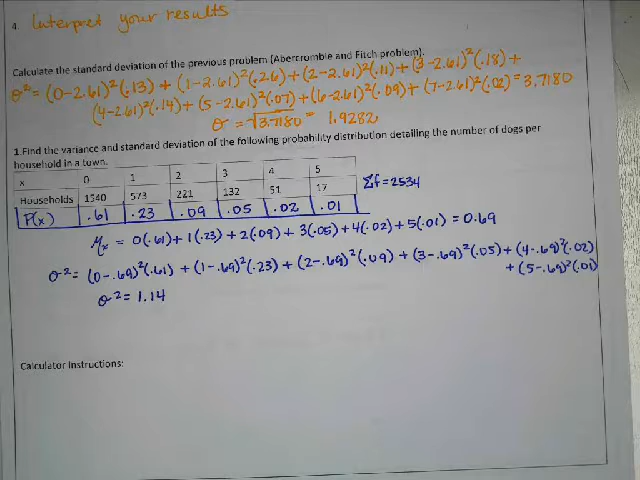 4. Interpret your results
Calculate the standard deviation of the previous problem (Abercrombie and Fitch problem).
σ²= (0-2.61)²(.13) + (1-2.61)²(.26) + (2-2.61)²(.11) + (3-2.61)²(.18) +
(4-2.61)²(.14) + (5-2.61)²(.07) + (6-2.61)²(.09) + (7-2.61)²(.02) = 3.7180
σ = √3.7180 = 1.9282
1.Find the variance and standard deviation of the following probability distribution detailing the number of dogs per
household in a town.
x 0 1 2 3 4 5
Households 1540 573 221 132 51 17 Σf = 2534
P(x) .61 .23 .09 .05 .02 .01
μx = 0(.61) + 1(.23) + 2(.09) + 3(.05) + 4(.02) + 5(.01) = 0.69
σ² = (0-.69)²(.61) + (1-.69)²(.23) + (2-.69)²(.09) + (3-.69)²(.05) + (4-.69)²(.02)
+ (5-.69)²(.01)
σ² = 1.14
Calculator Instructions: